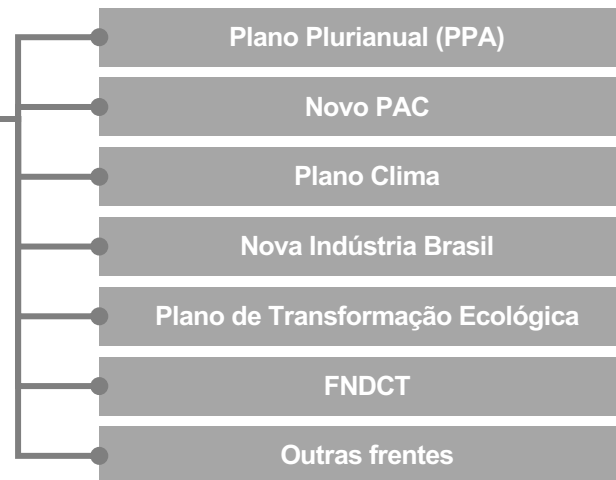 Plano Plurianual (PPA)
Novo PAC
Plano Clima
Nova Indústria Brasil
Plano de Transformação Ecológica
FNDCT
Outras frentes